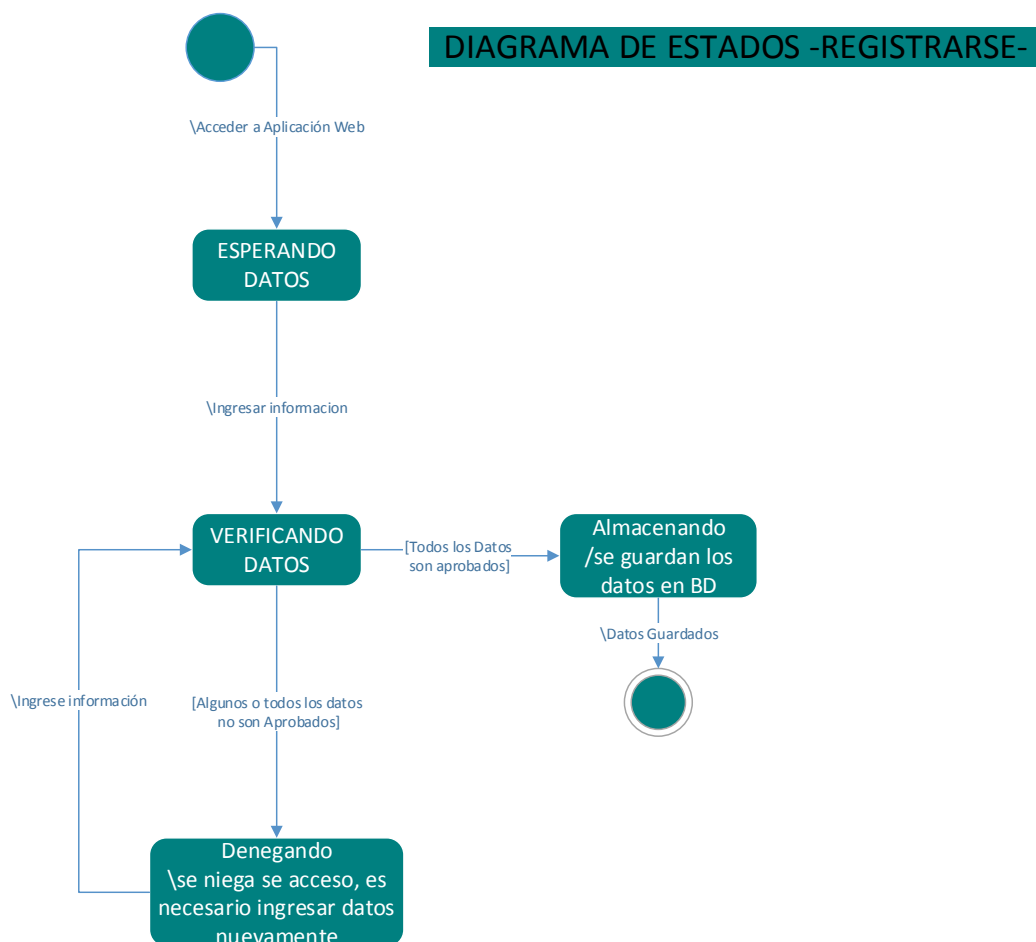 DIAGRAMA DE ESTADOS -REGISTRARSE-
\Acceder a Aplicación Web
ESPERANDO
DATOS
\Ingresar informacion
VERIFICANDO
DATOS
[Todos los Datos
son aprobados]
Almacenando
/se guardan los
datos en BD
\Datos Guardados
\Ingrese información
[Algunos o todos los datos
no son Aprobados]
Denegando
\se niega se acceso, es
necesario ingresar datos
nuevamente